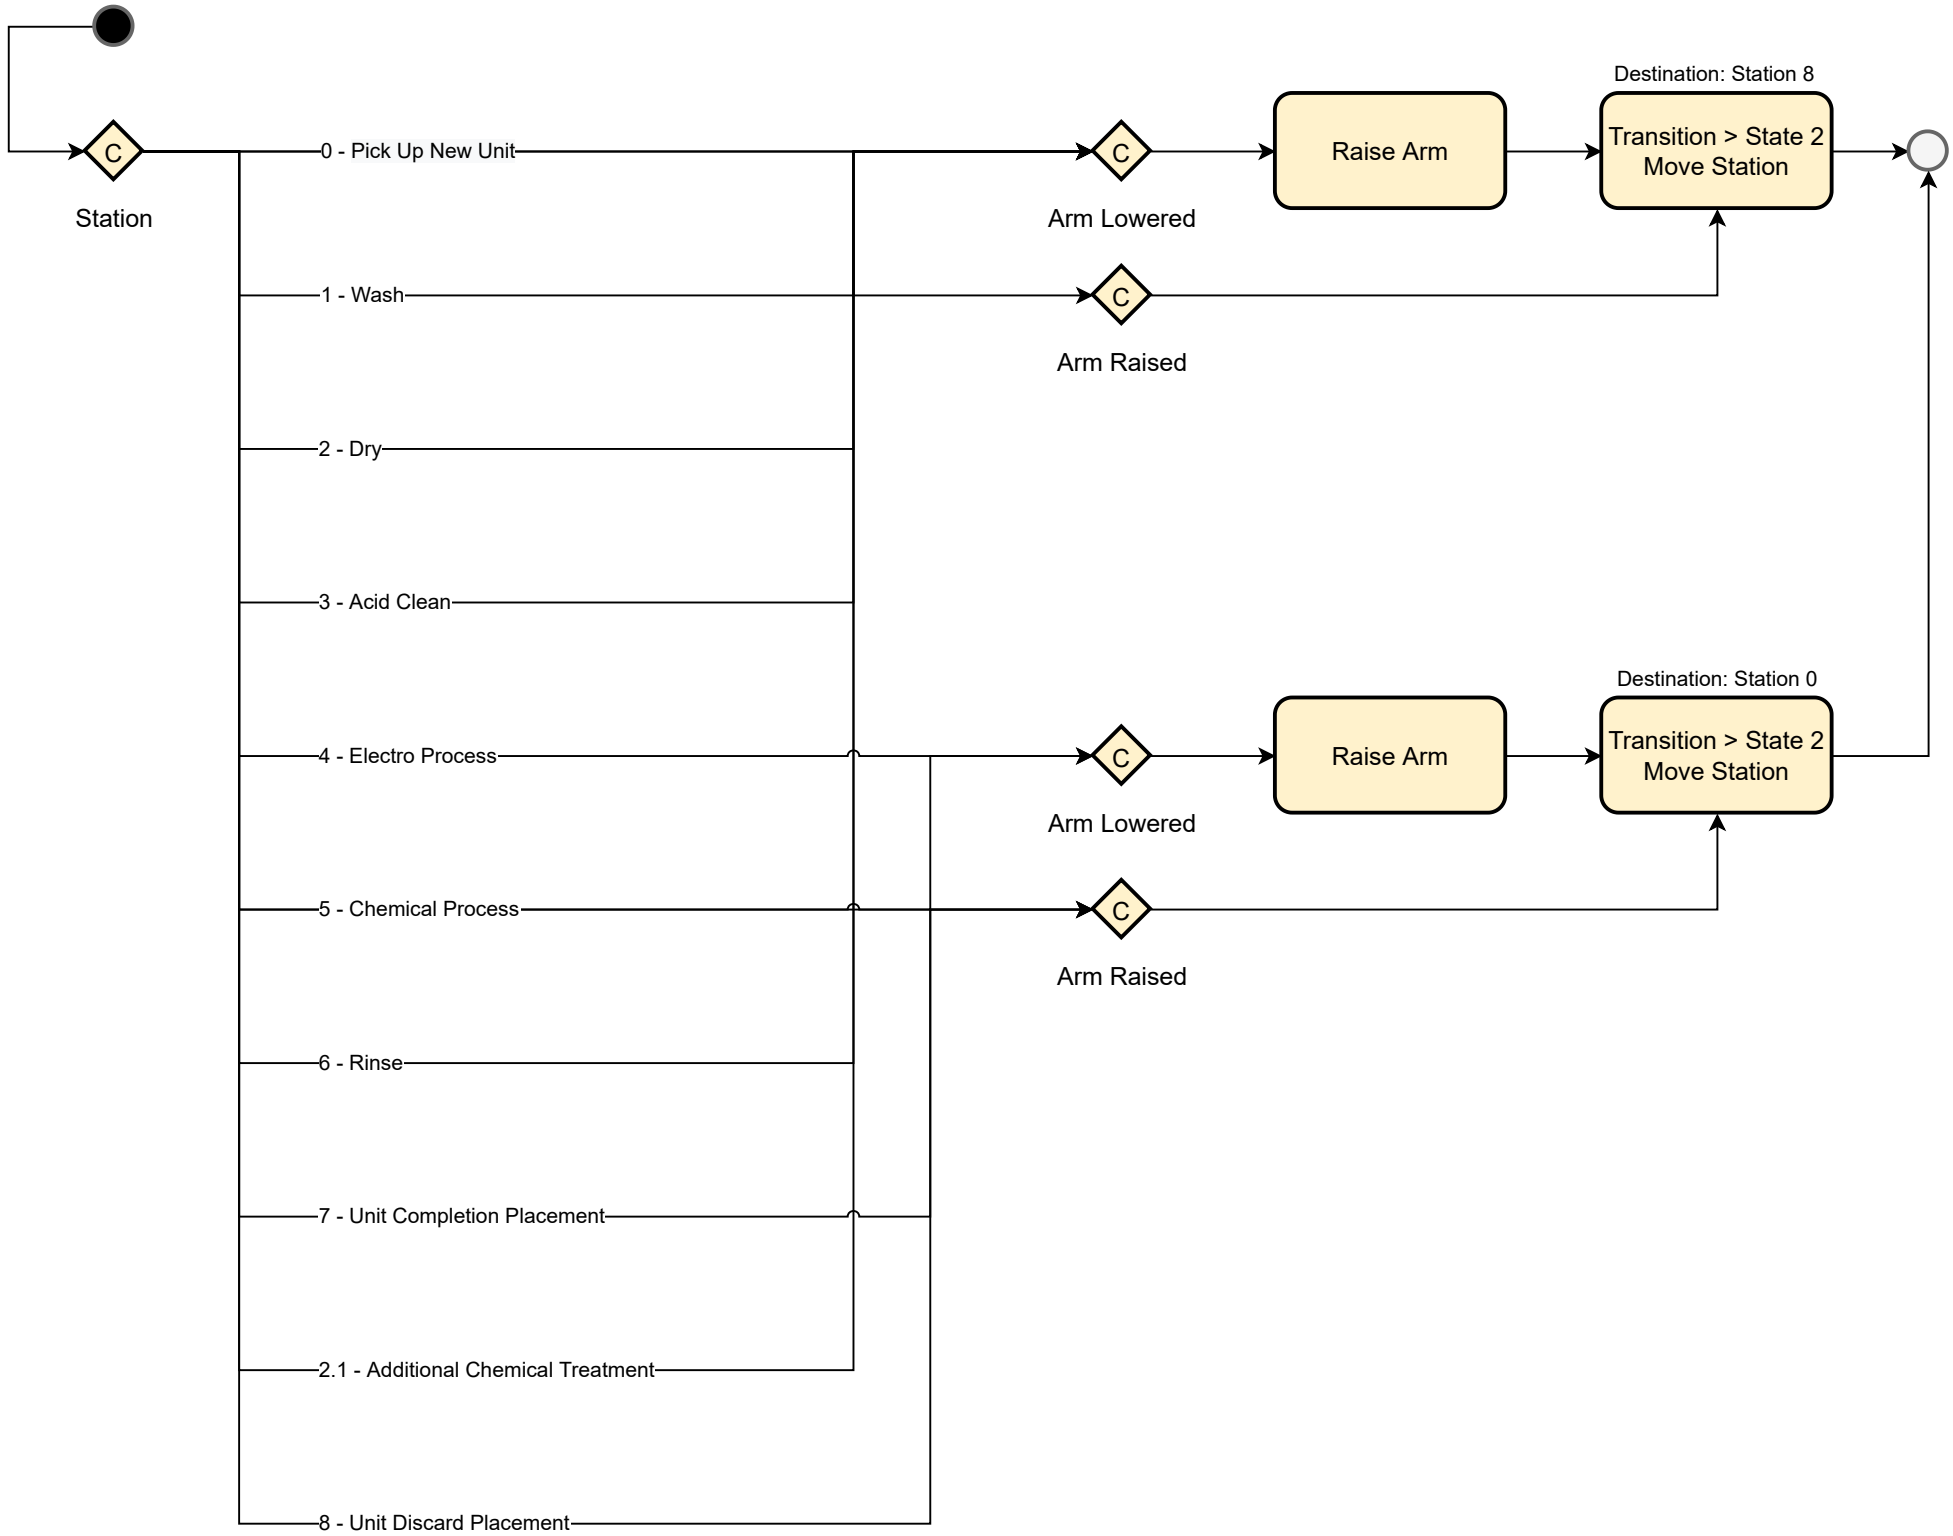 Destination: Station 8
C
0 - Pick Up New Unit
C
Raise Arm
Transition > State 2
Move Station
Station
Arm Lowered
1 - Wash
C
Arm Raised
2 - Dry
3 - Acid Clean
Destination: Station 0
4 - Electro Process
C
Raise Arm
Transition > State 2
Move Station
Arm Lowered
5 - Chemical Process
C
Arm Raised
6 - Rinse
7 - Unit Completion Placement
2.1 - Additional Chemical Treatment
8 - Unit Discard Placement